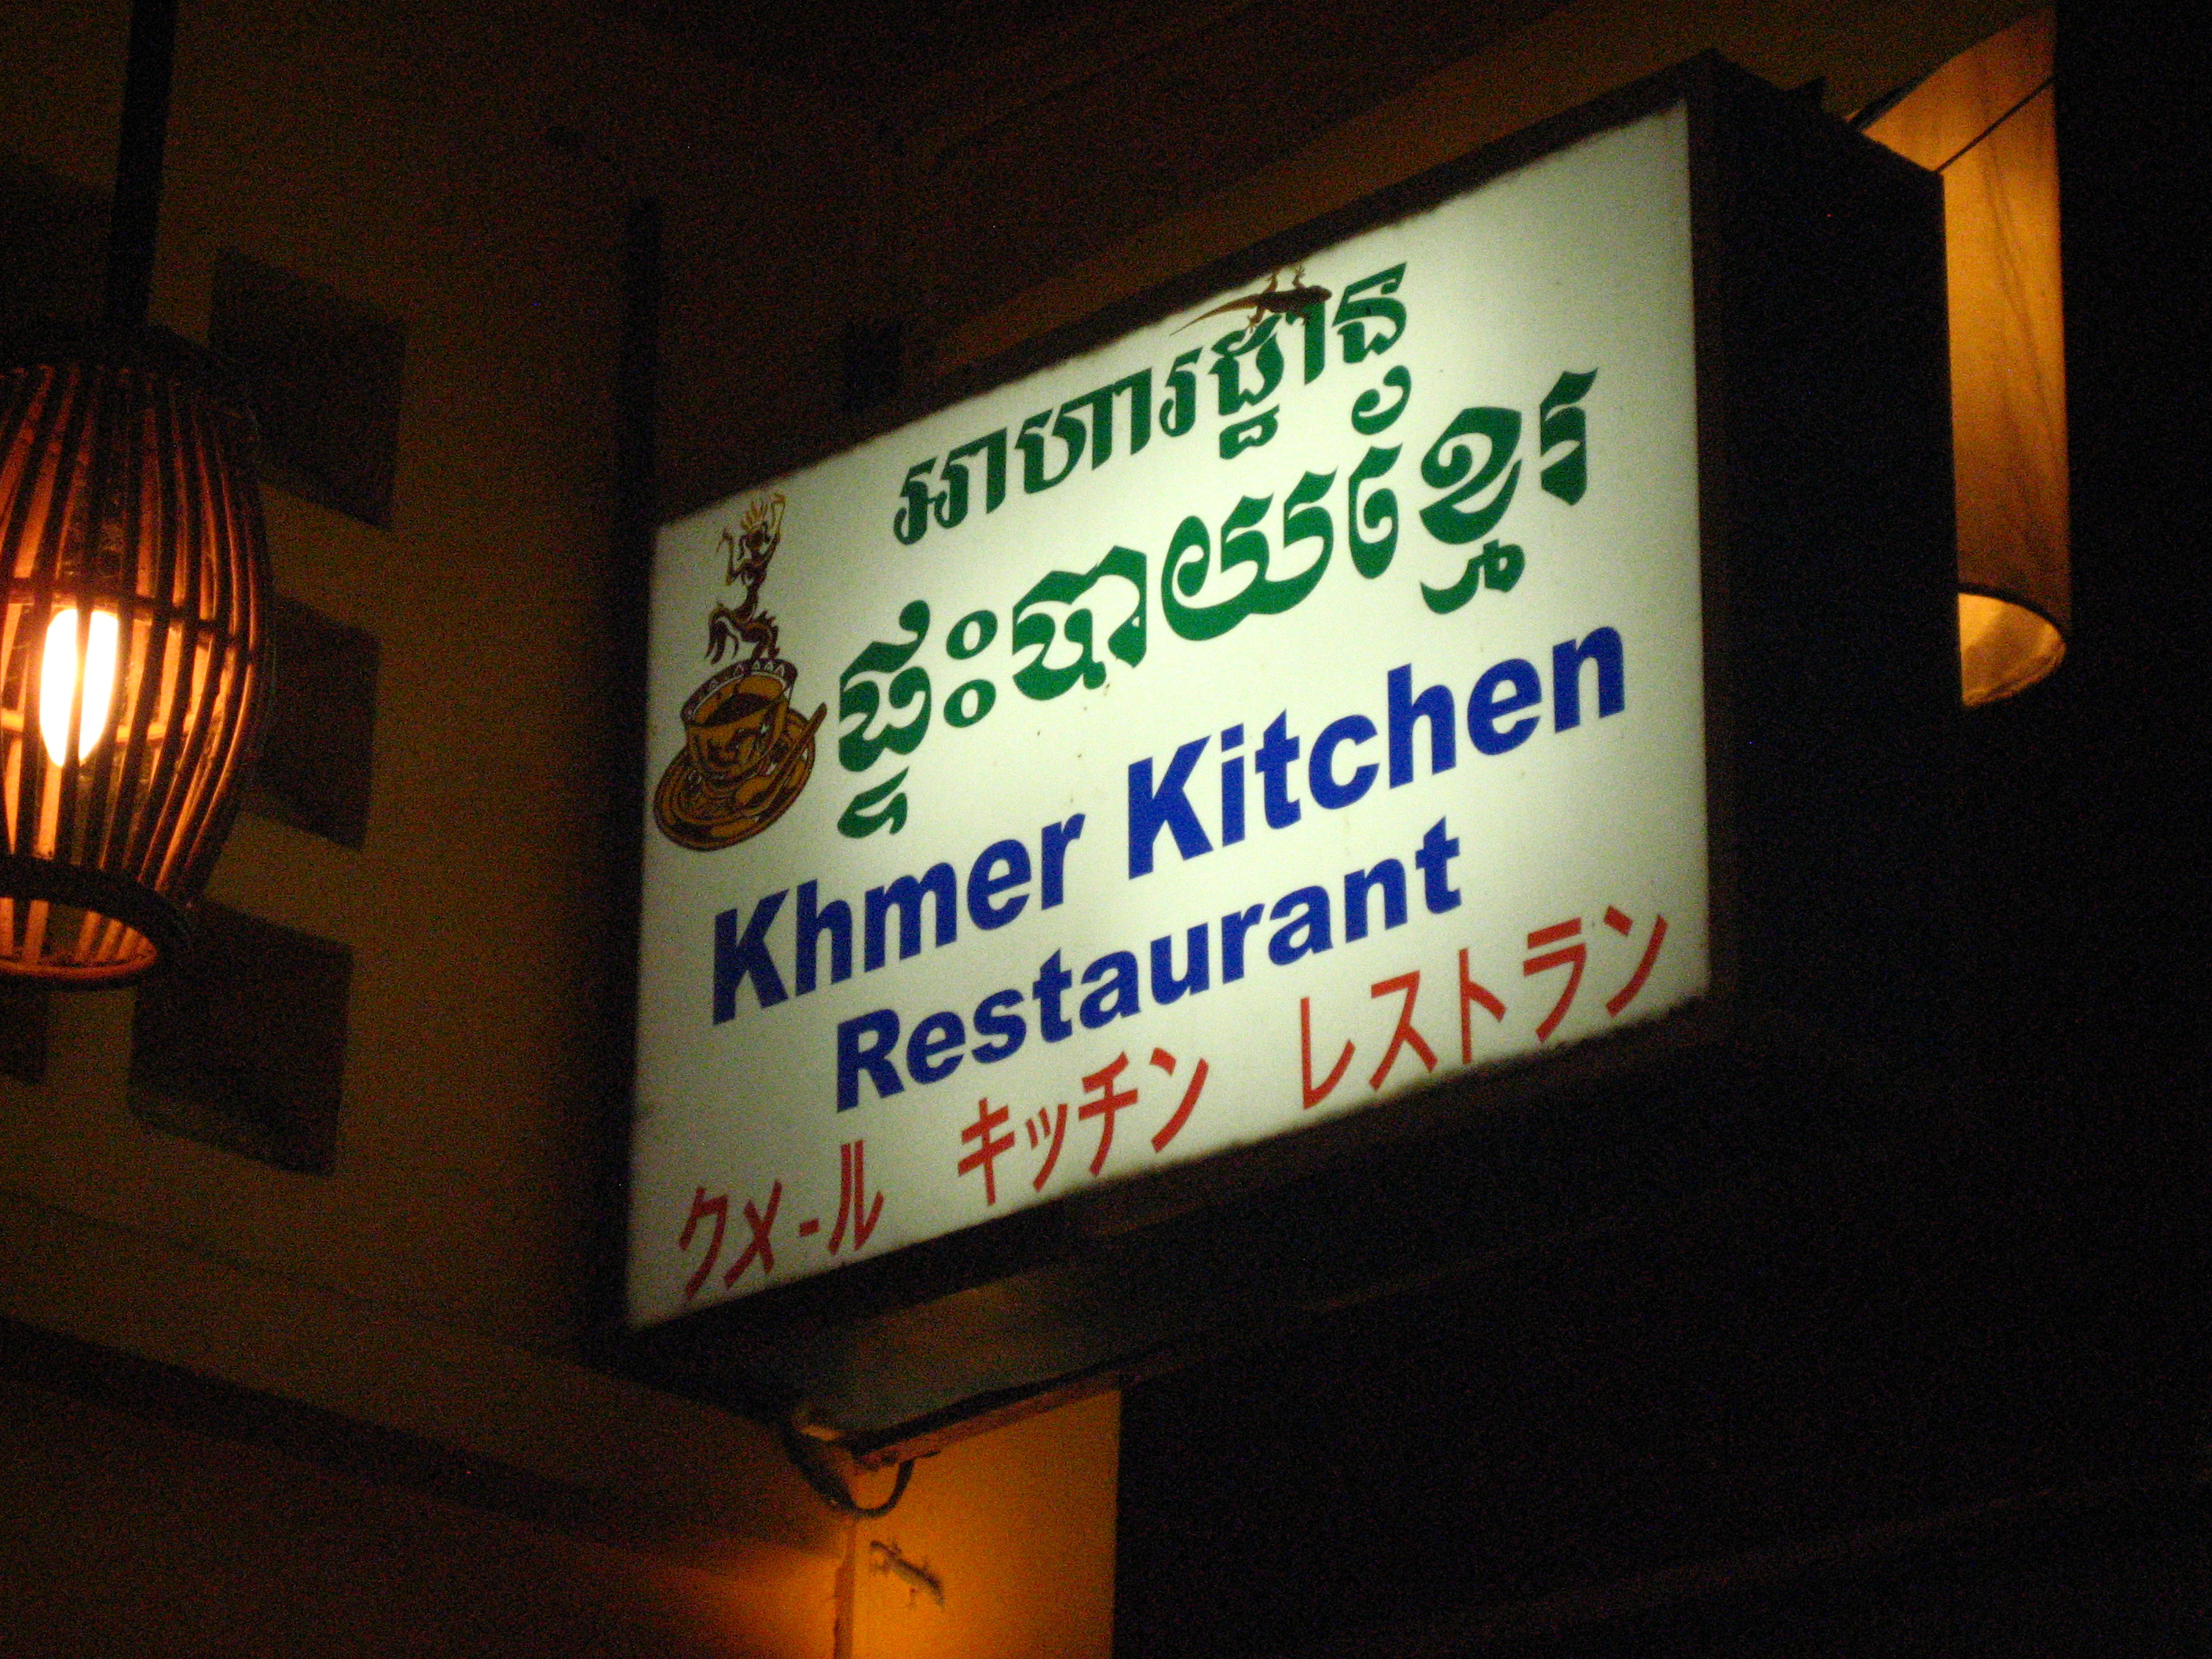 អាហារដ្ឋាន
ផ្ទះបាយខ្មែរ
Khmer Kitchen
Restaurant
クメール キッチン レストラン